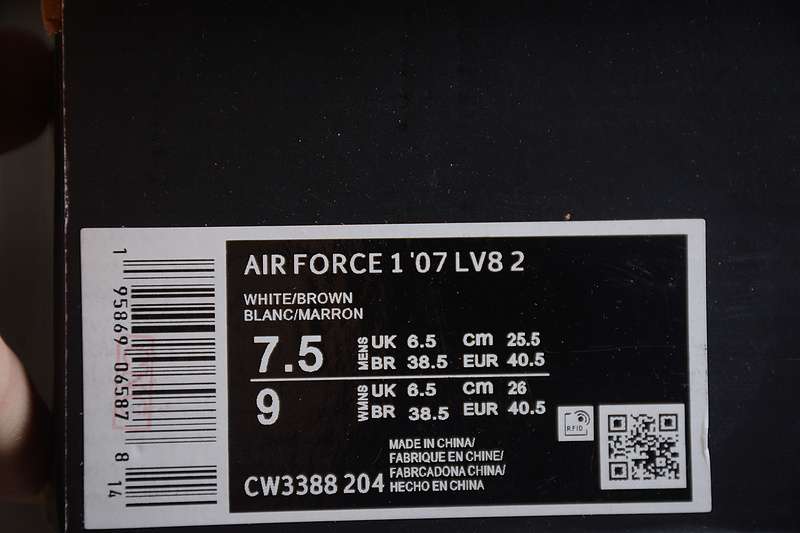 AIR FORCE 1 '07 LV8 2
WHITE/BROWN
BLANC/MARRON
7.5 MENS UK 6.5 cm 25.5
BR 38.5 EUR 40.5
9 WMNS UK 6.5 cm 26
BR 38.5 EUR 40.5
RFID
MADE IN CHINA/
FABRIQUE EN CHINE/
FABRCADONA CHINA/
HECHO EN CHINA
CW3388 204
1 95869 06587 8 14